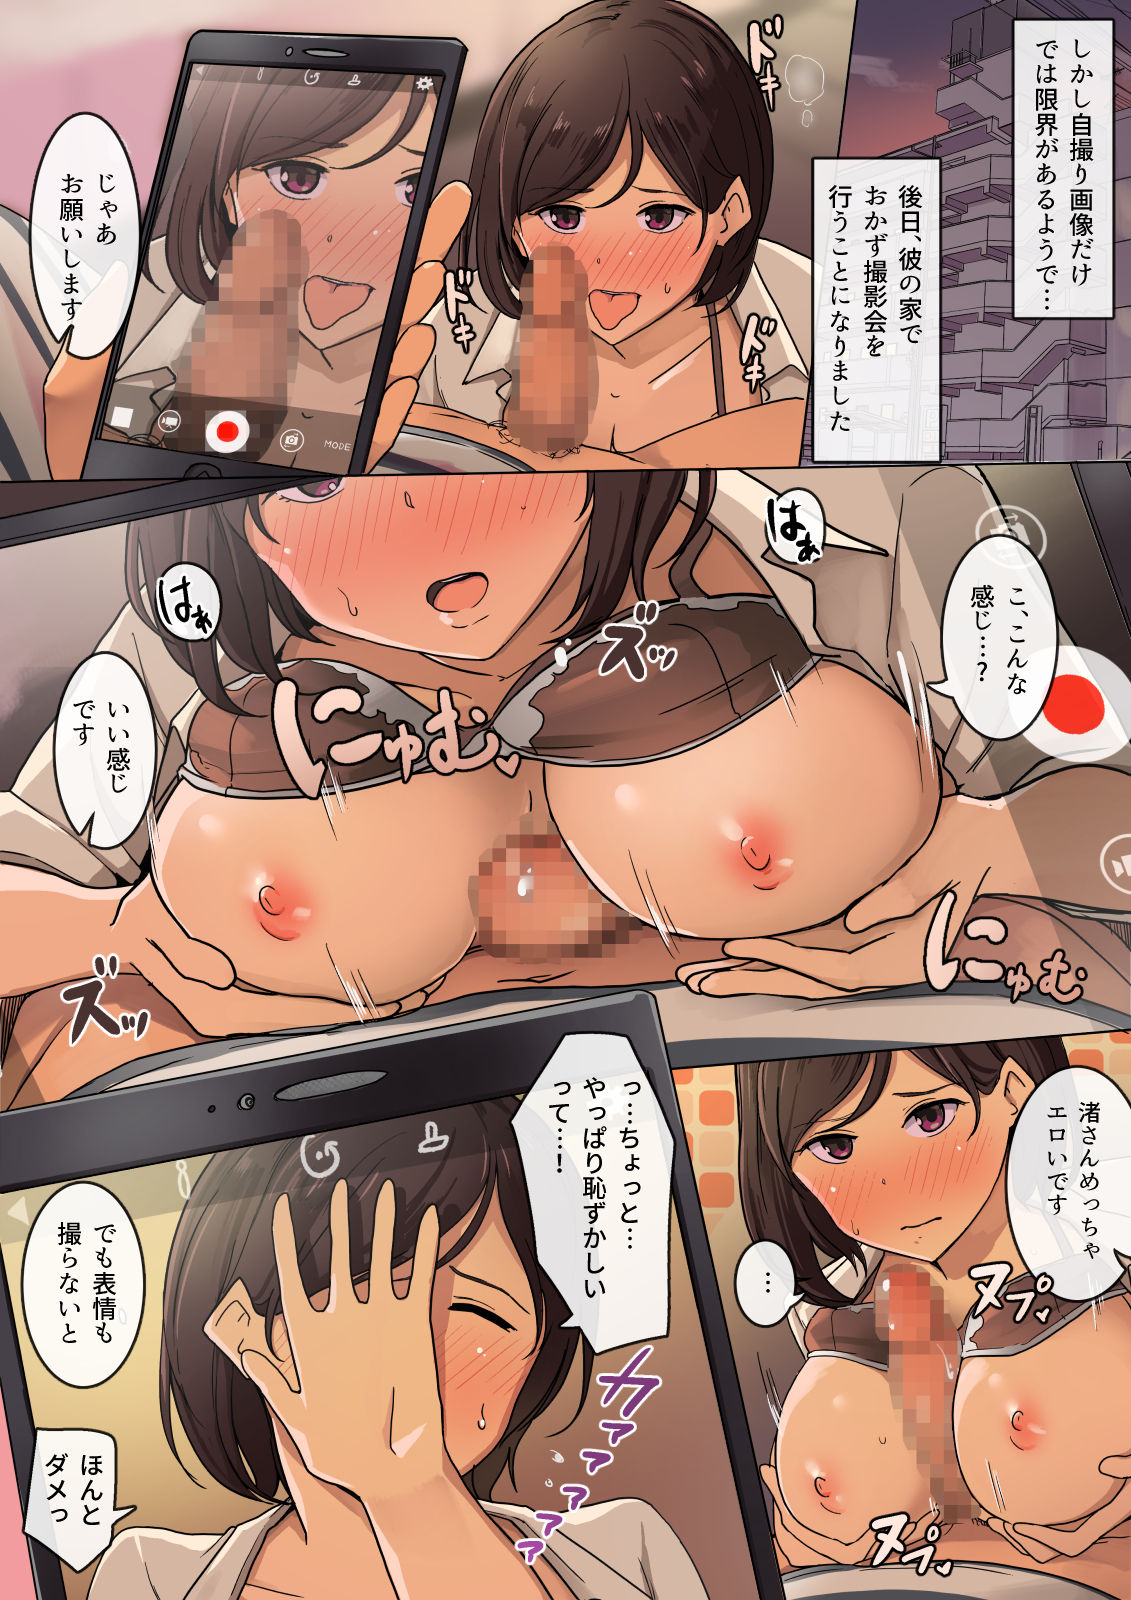 しかし自撮り画像だけ
では限界があるようで…
後日、彼の家で
おかず撮影会を
行うことになりました
ドキ
ドキ
ドキ
じゃあ
お願いします
MODE
はぁ
はぁ
こ、こんな
感じ…？
ズッ
にゅむ
いい感じ
です
にゅむ
ズッ
渚さんめっちゃ
エロいです
…
ヌプ
ヌプ
っ…ちょっと…
やっぱり恥ずかしい
って…！
カァァァァァ
でも表情も
撮らないと
ほんと
ダメっ